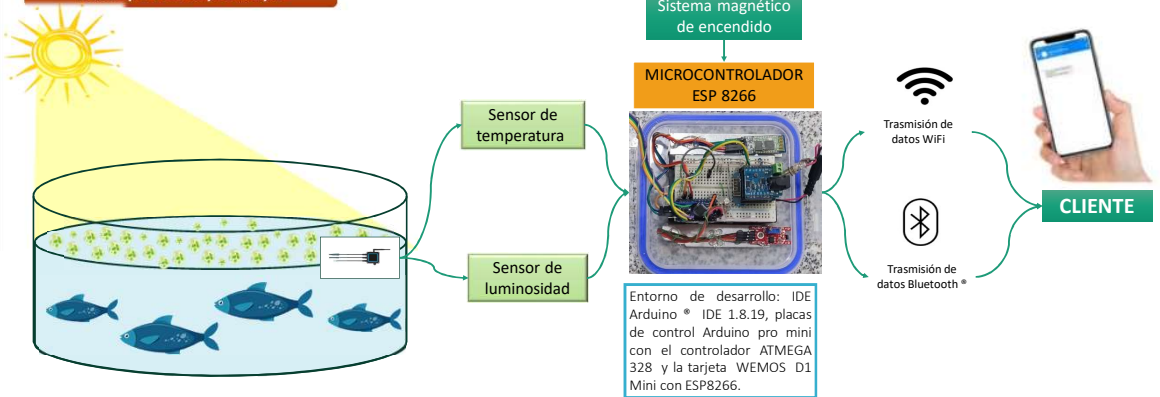 Sistema magnético
de encendido
MICROCONTROLADOR
ESP 8266
Sensor de
temperatura
Sensor de
luminosidad
Trasmisión de
datos WiFi
Trasmisión de
datos Bluetooth ®
CLIENTE
Entorno de desarrollo: IDE
Arduino ® IDE 1.8.19, placas
de control Arduino pro mini
con el controlador ATMEGA
328 y la tarjeta WEMOS D1
Mini con ESP8266.